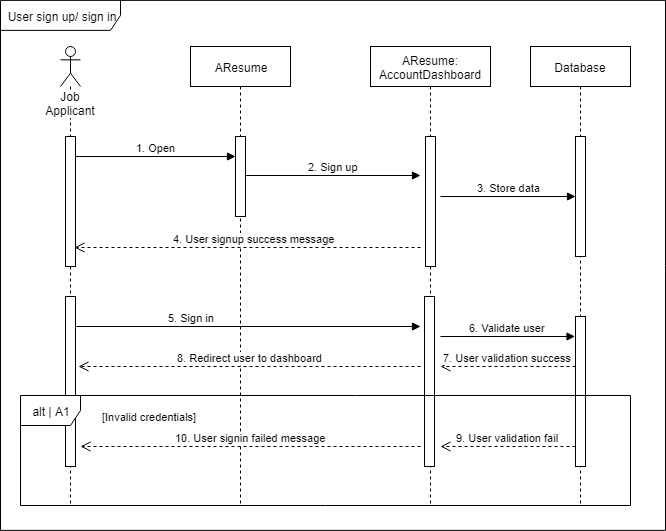 User sign up/ sign in
Job
Applicant
AResume
AResume:
AccountDashboard
Database
1. Open
2. Sign up
3. Store data
4. User signup success message
5. Sign in
6. Validate user
7. User validation success
8. Redirect user to dashboard
alt | A1
[Invalid credentials]
9. User validation fail
10. User signin failed message